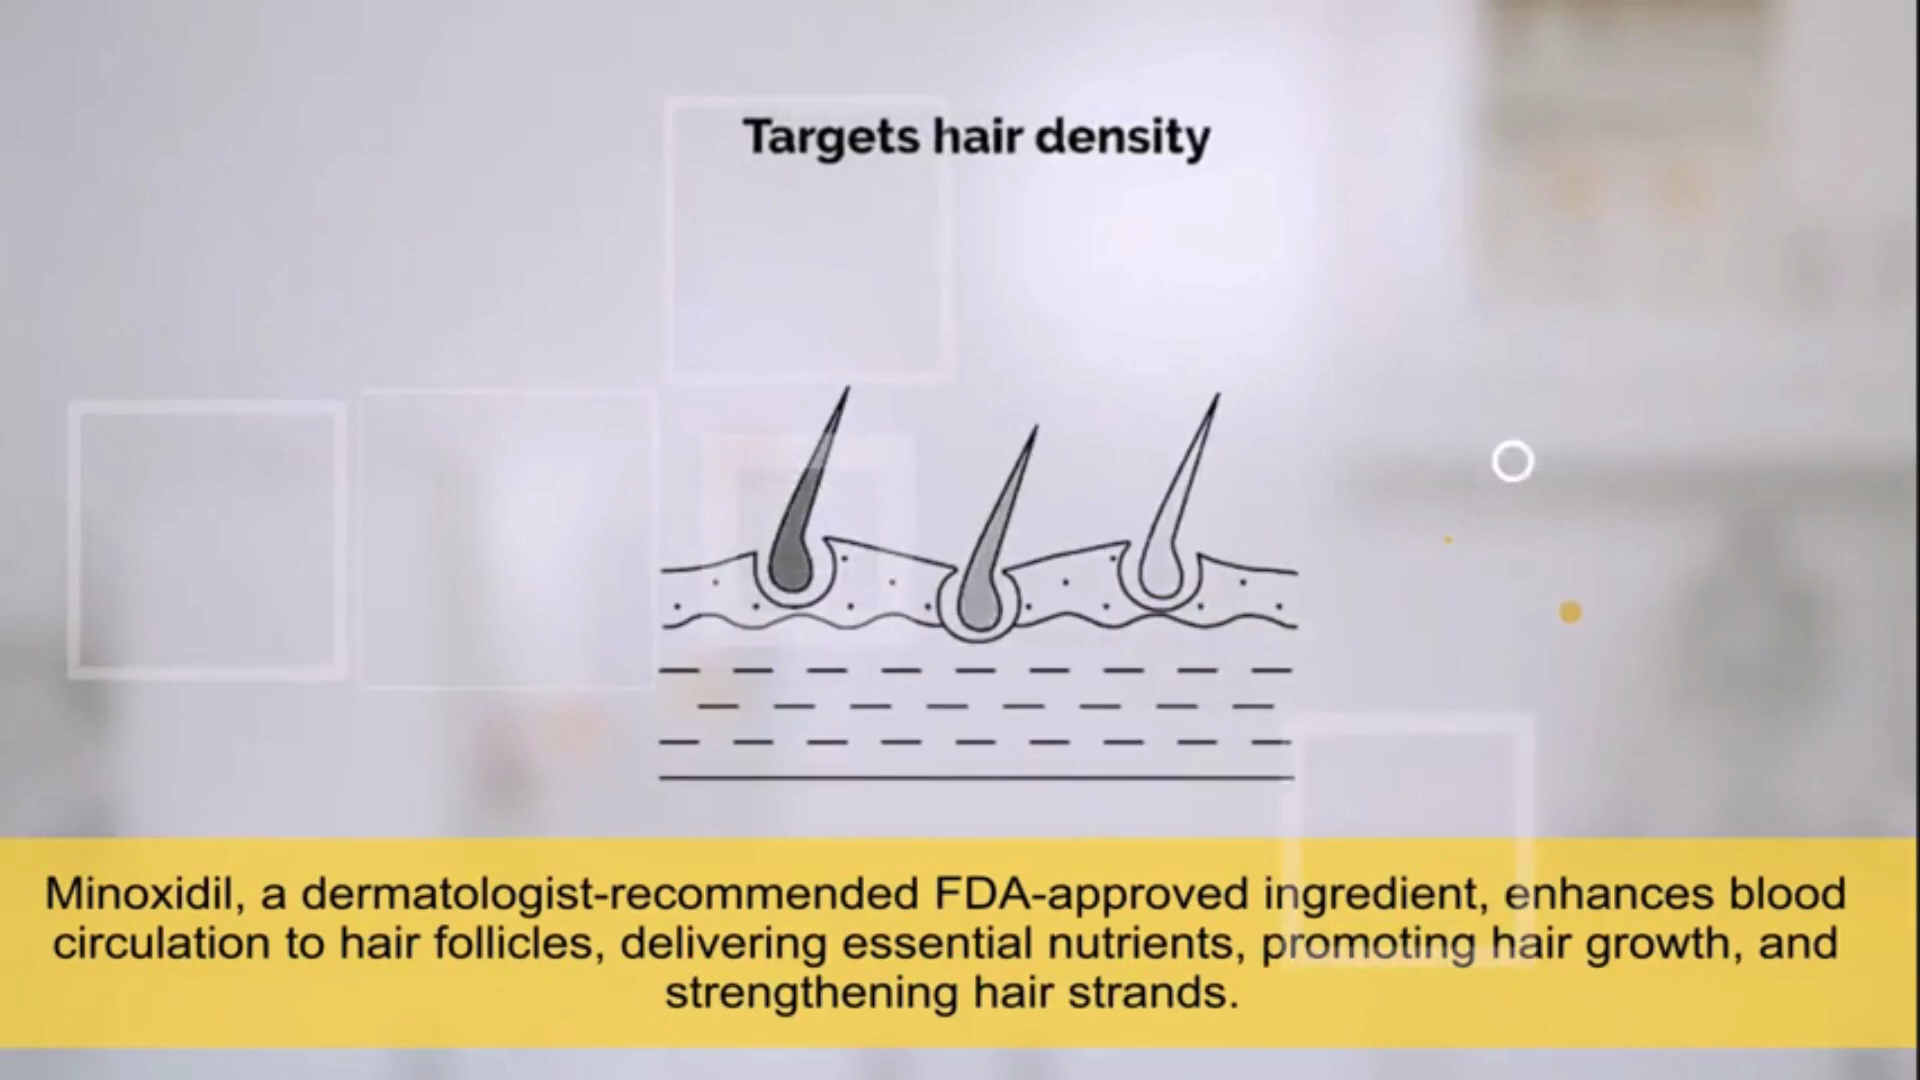 Targets hair density
Minoxidil, a dermatologist-recommended FDA-approved ingredient, enhances blood
circulation to hair follicles, delivering essential nutrients, promoting hair growth, and
strengthening hair strands.